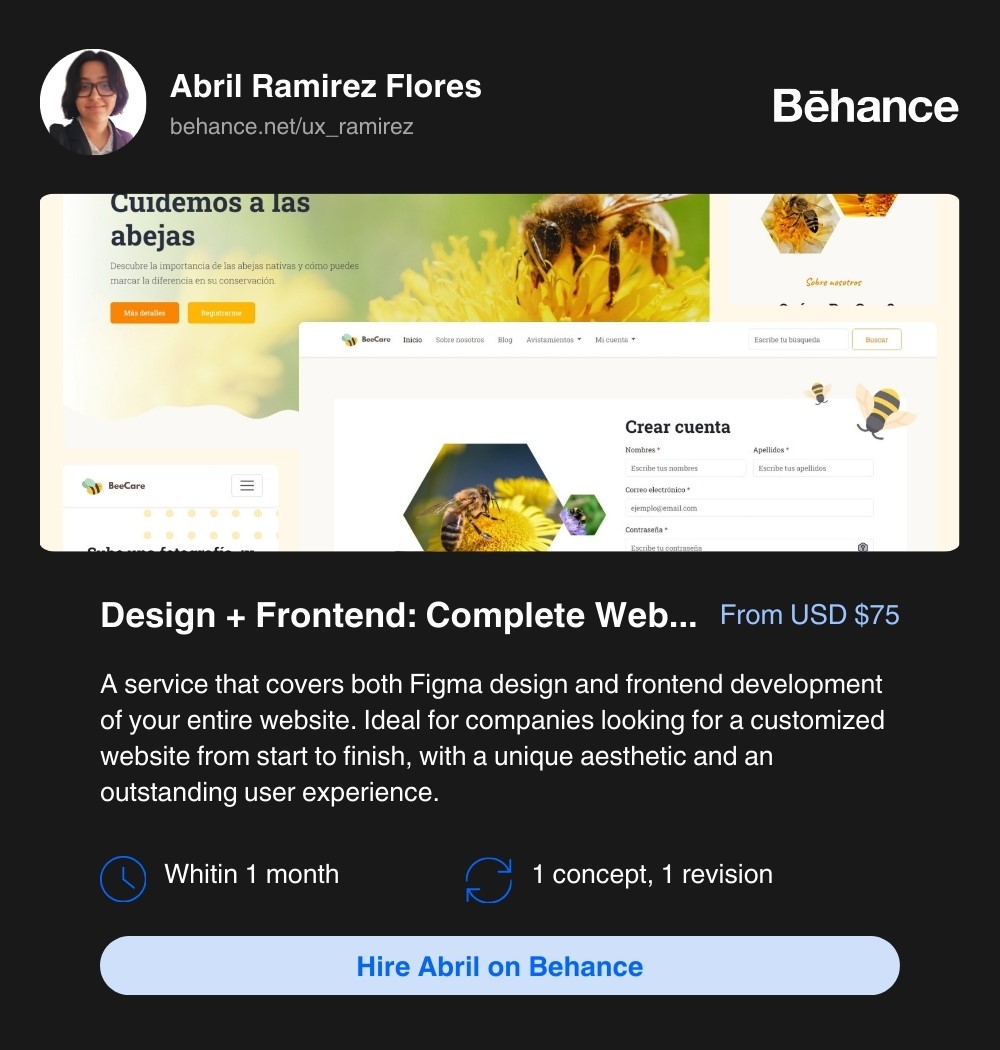 Abril Ramirez Flores
behance.net/ux_ramirez
Bēhance
Cuidemos a las
abejas
Descubre la importancia de las abejas nativas y cómo puedes
marcar la diferencia en su conservación.
Más detalles
Registrarme
Sobre nosotros
BeeCare
Inicio
Sobre nosotros
Blog
Avistamientos
Mi cuenta
Escribe tu busqueda
Buscar
Crear cuenta
Nombres *
Apellidos *
Escribe tus nombres
Escribe tus apellidos
Correo electrónico *
ejemplo@email.com
Contraseña *
Escribe tu contraseña
BeeCare
Design + Frontend: Complete Web...
From USD $75
A service that covers both Figma design and frontend development
of your entire website. Ideal for companies looking for a customized
website from start to finish, with a unique aesthetic and an
outstanding user experience.
Whitin 1 month
1 concept, 1 revision
Hire Abril on Behance